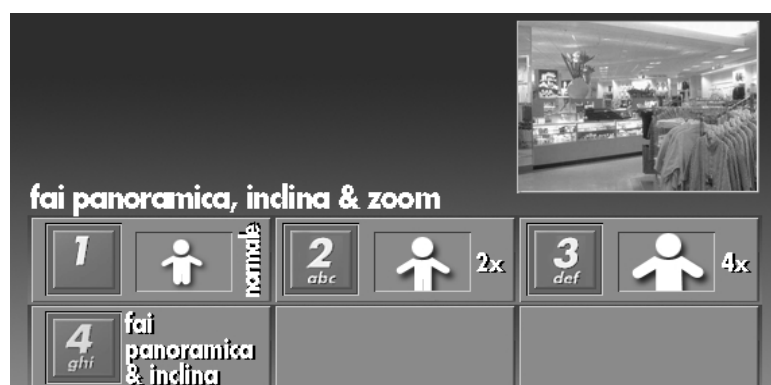 fai panoramica, inclina & zoom
1 normale
2 abc 2x
3 def 4x
4 ghi fai
panoramica
& inclina